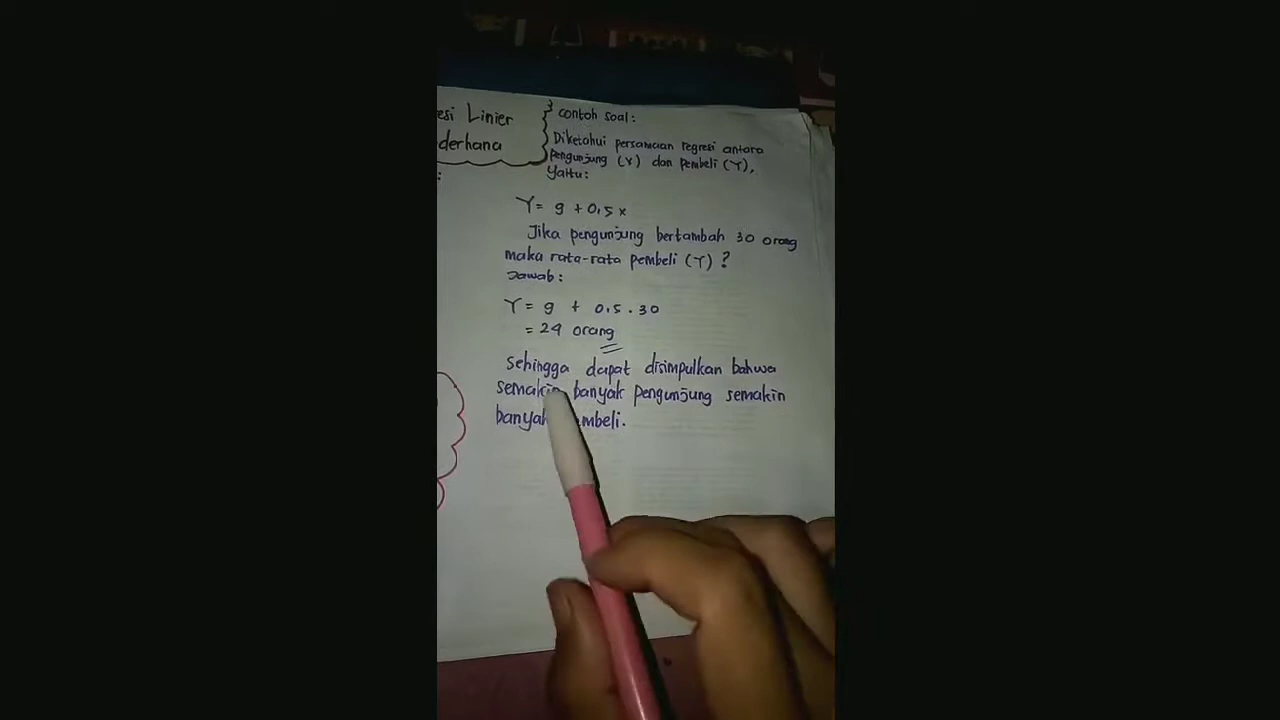 esi Linier
derhana
:
contoh soal:
Diketahui persamaan regresi antara
pengunjung (x) dan pembeli (Y),
yaitu:
Y= 9 + 0,5 x
Jika pengunjung bertambah 30 orang
maka rata-rata pembeli (Y) ?
Jawab:
Y= 9 + 0.5 . 30
= 24 orang
Sehingga dapat disimpulkan bahwa
semakin banyak pengunjung semakin
banyak mbeli.